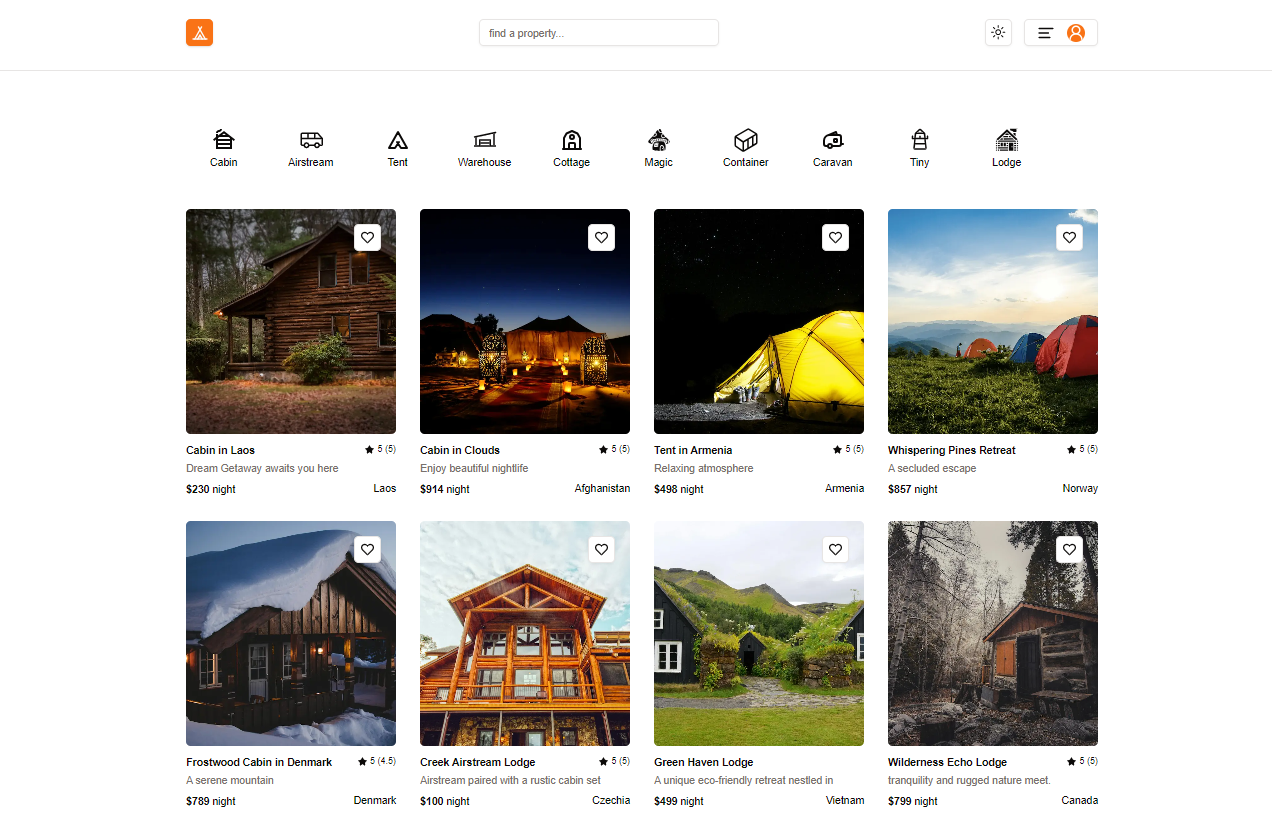 find a property...
Cabin
Airstream
Tent
Warehouse
Cottage
Magic
Container
Caravan
Tiny
Lodge
Cabin in Laos 5 (5)
Dream Getaway awaits you here
$230 night Laos
Cabin in Clouds 5 (5)
Enjoy beautiful nightlife
$914 night Afghanistan
Tent in Armenia 5 (5)
Relaxing atmosphere
$498 night Armenia
Whispering Pines Retreat 5 (5)
A secluded escape
$857 night Norway
Frostwood Cabin in Denmark 5 (4.5)
A serene mountain
$789 night Denmark
Creek Airstream Lodge 5 (5)
Airstream paired with a rustic cabin set
$100 night Czechia
Green Haven Lodge
A unique eco-friendly retreat nestled in
$499 night Vietnam
Wilderness Echo Lodge 5 (5)
tranquility and rugged nature meet.
$799 night Canada